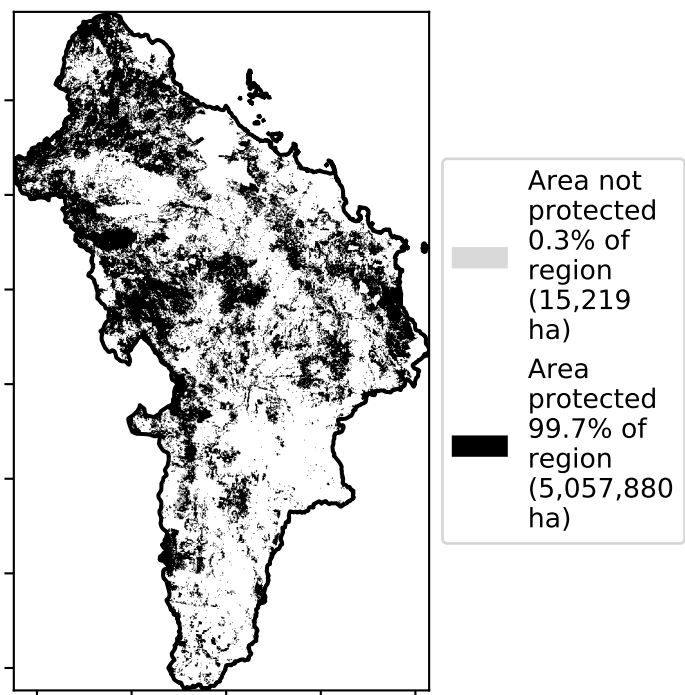 Area not
protected
0.3% of
region
(15,219
ha)
Area
protected
99.7% of
region
(5,057,880
ha)